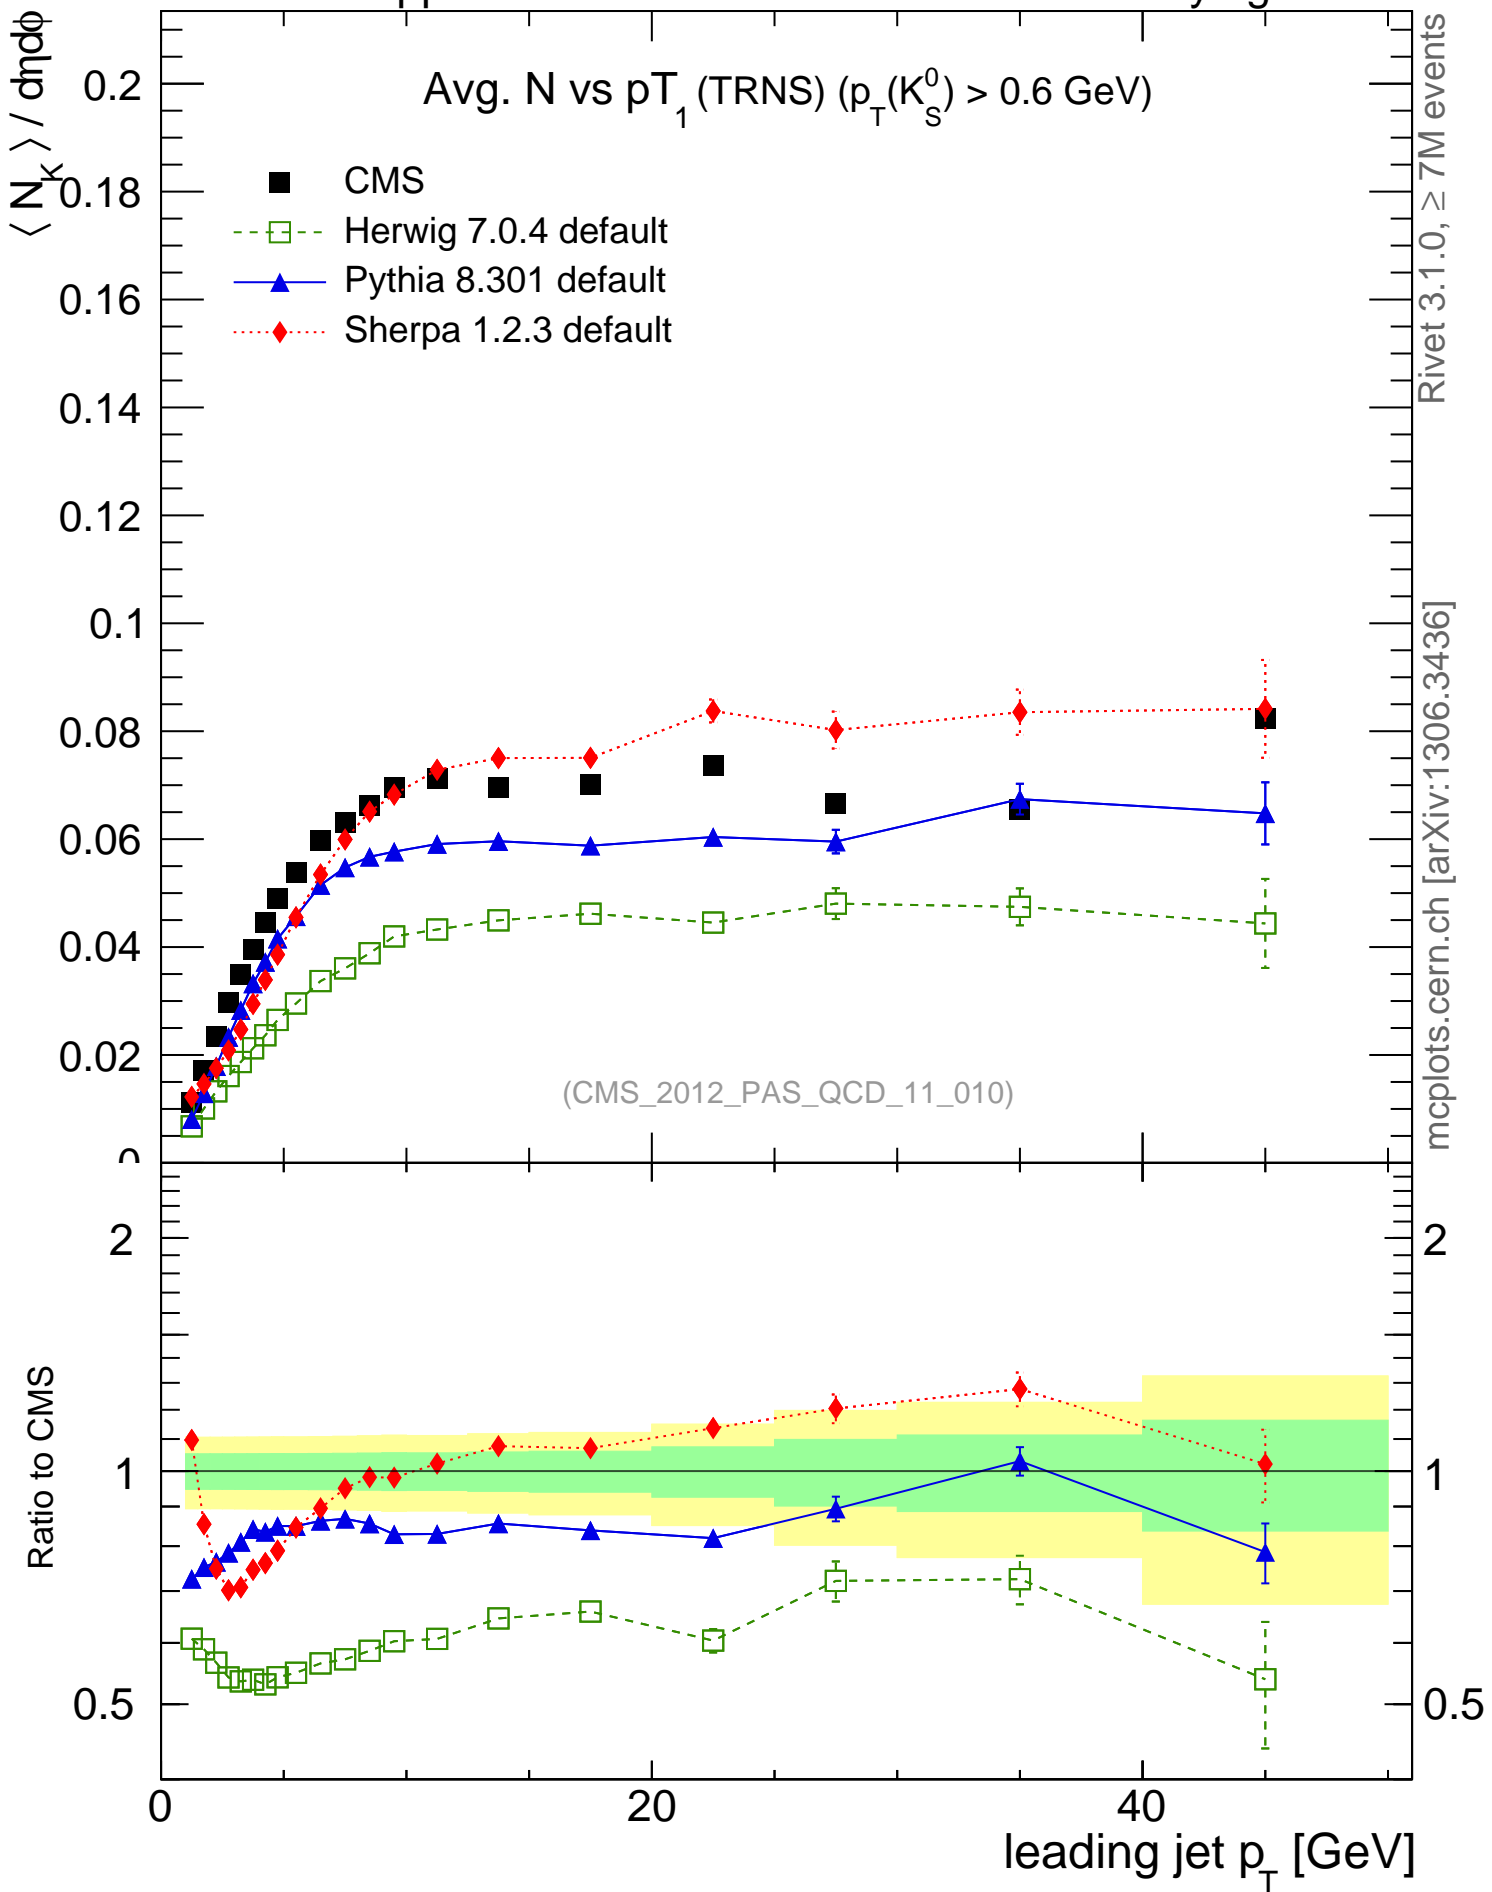 Avg. N vs pT1 (TRNS) (pT(K0S) > 0.6 GeV)
⟨ NK ⟩ / dηdϕ
CMS
Herwig 7.0.4 default
Pythia 8.301 default
Sherpa 1.2.3 default
0.2
0.18
0.16
0.14
0.12
0.1
0.08
0.06
0.04
0.02
0
(CMS_2012_PAS_QCD_11_010)
Rivet 3.1.0, ≥ 7M events
mcplots.cern.ch [arXiv:1306.3436]
Ratio to CMS
2
1
0.5
2
1
0.5
0
20
40
leading jet pT [GeV]